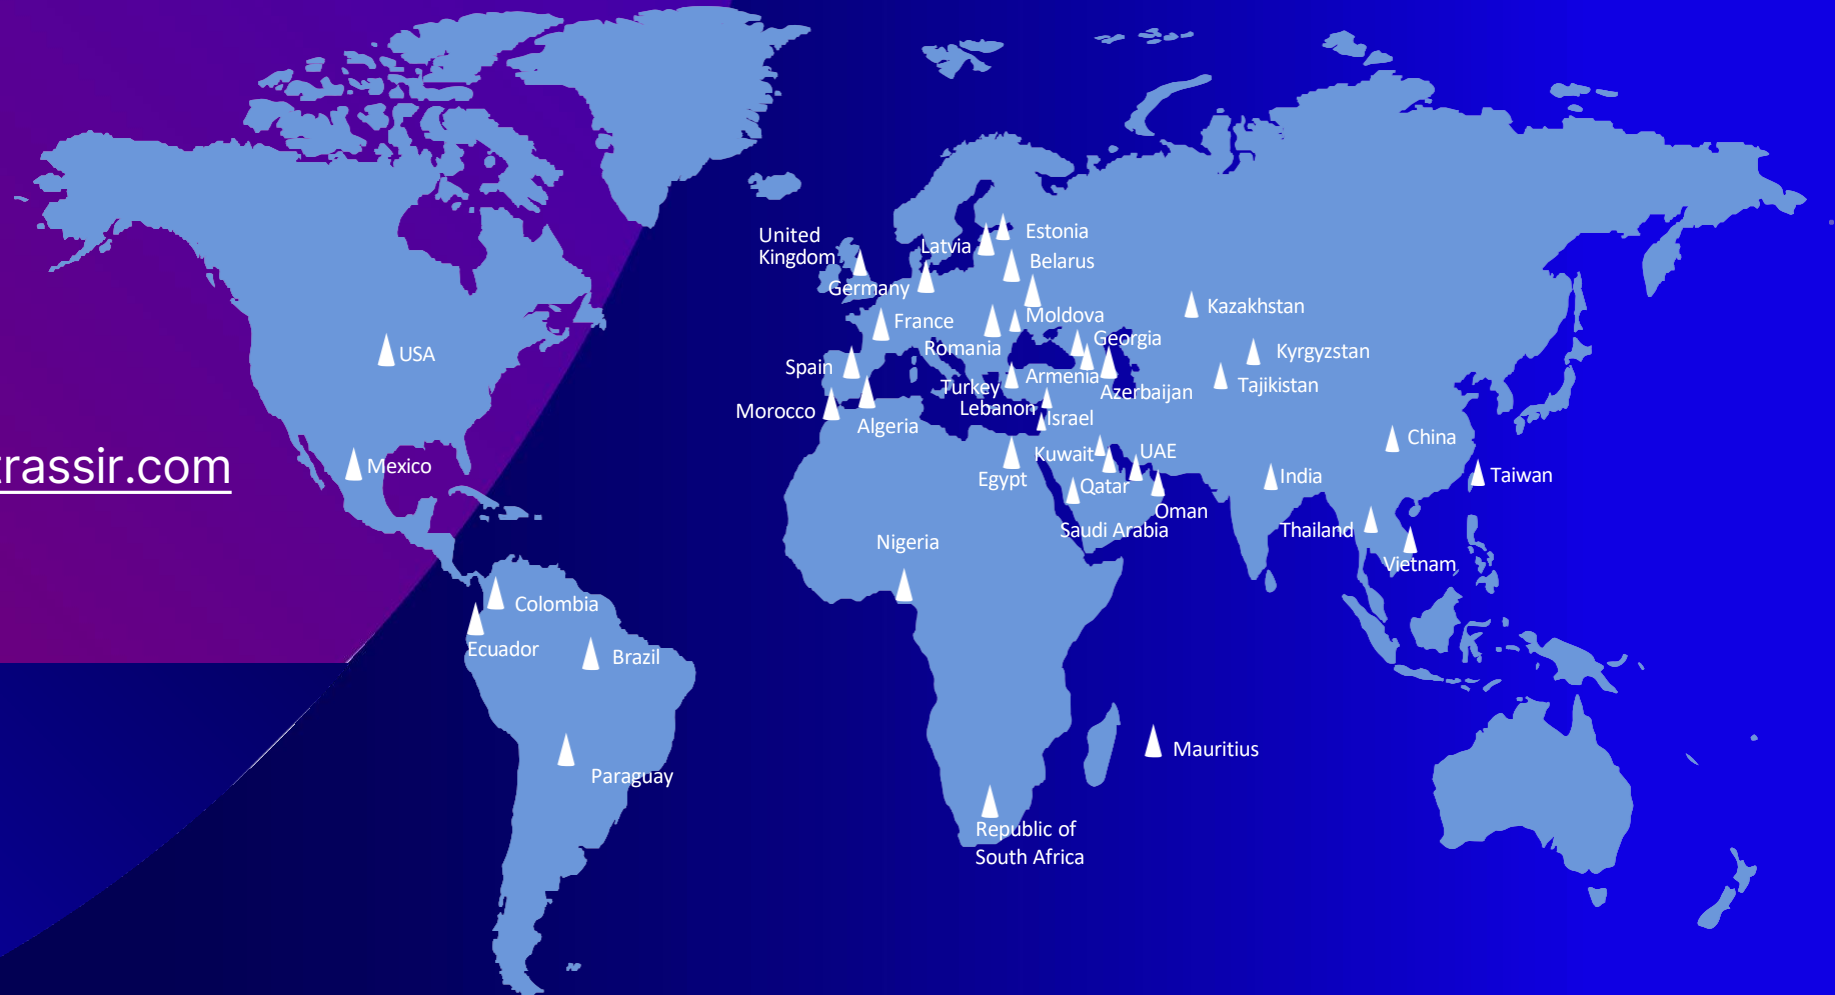 United
Kingdom
Latvia
Estonia
Belarus
Germany
France
Moldova
Romania
Georgia
Kazakhstan
Kyrgyzstan
Tajikistan
USA
Spain
Turkey
Armenia
Azerbaijan
Morocco
Algeria
Lebanon
Israel
Egypt
Kuwait
UAE
Qatar
Oman
Saudi Arabia
China
India
Taiwan
Thailand
Vietnam
trassir.com
Mexico
Nigeria
Colombia
Ecuador
Brazil
Paraguay
Mauritius
Republic of
South Africa